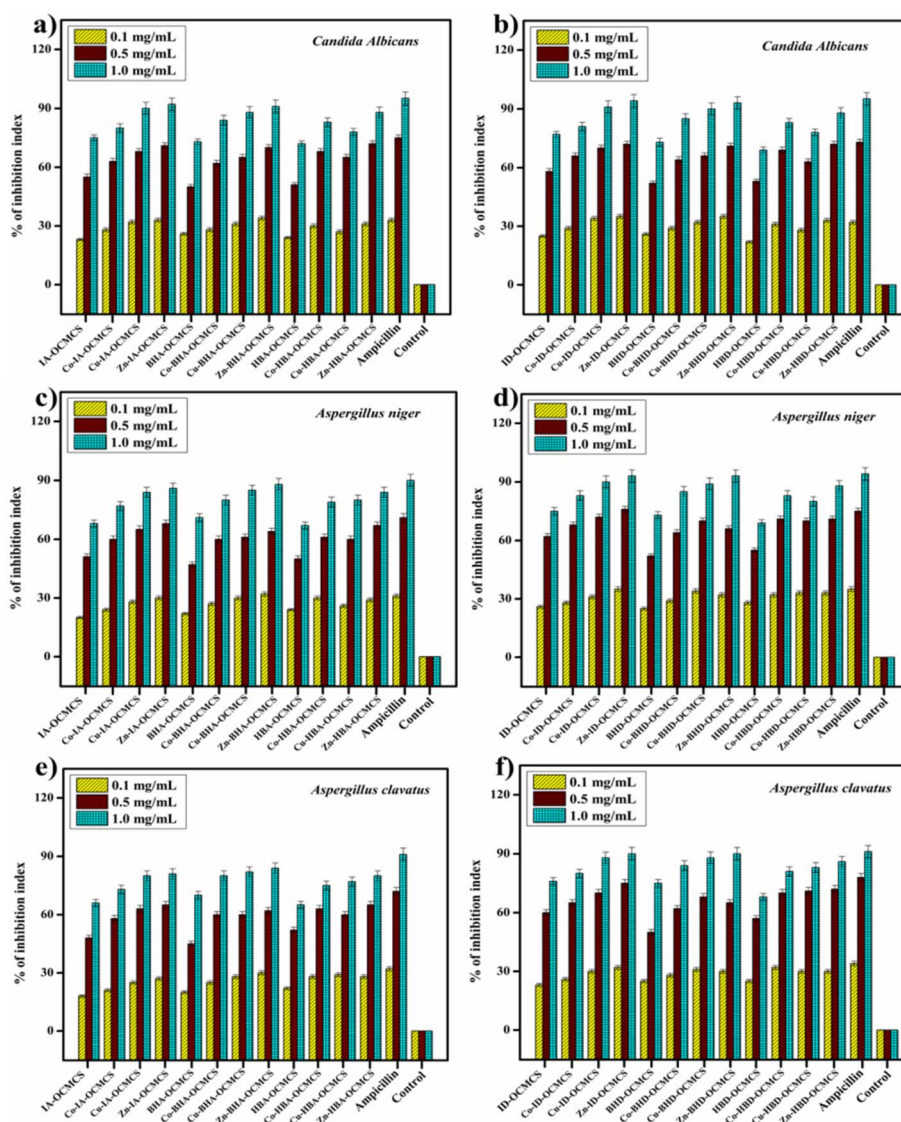 a)
0.1 mg/mL
0.5 mg/mL
1.0 mg/mL
Candida Albicans
% of inhibition index
120
90
60
30
0
IA-OCMCS
Co-IA-OCMCS
Cu-IA-OCMCS
Zn-IA-OCMCS
BHA-OCMCS
Co-BHA-OCMCS
Cu-BHA-OCMCS
Zn-BHA-OCMCS
HBA-OCMCS
Co-HBA-OCMCS
Cu-HBA-OCMCS
Zn-HBA-OCMCS
Ampicillin
Control
b)
0.1 mg/mL
0.5 mg/mL
1.0 mg/mL
Candida Albicans
% of inhibition index
120
90
60
30
0
ID-OCMCS
Co-ID-OCMCS
Cu-ID-OCMCS
Zn-ID-OCMCS
BHD-OCMCS
Co-BHD-OCMCS
Cu-BHD-OCMCS
Zn-BHD-OCMCS
HBD-OCMCS
Co-HBD-OCMCS
Cu-HBD-OCMCS
Zn-HBD-OCMCS
Ampicillin
Control
c)
0.1 mg/mL
0.5 mg/mL
1.0 mg/mL
Aspergillus niger
% of inhibition index
120
90
60
30
0
IA-OCMCS
Co-IA-OCMCS
Cu-IA-OCMCS
Zn-IA-OCMCS
BHA-OCMCS
Co-BHA-OCMCS
Cu-BHA-OCMCS
Zn-BHA-OCMCS
HBA-OCMCS
Co-HBA-OCMCS
Cu-HBA-OCMCS
Zn-HBA-OCMCS
Ampicillin
Control
d)
0.1 mg/mL
0.5 mg/mL
1.0 mg/mL
Aspergillus niger
% of inhibition index
120
90
60
30
0
ID-OCMCS
Co-ID-OCMCS
Cu-ID-OCMCS
Zn-ID-OCMCS
BHD-OCMCS
Co-BHD-OCMCS
Cu-BHD-OCMCS
Zn-BHD-OCMCS
HBD-OCMCS
Co-HBD-OCMCS
Cu-HBD-OCMCS
Zn-HBD-OCMCS
Ampicillin
Control
e)
0.1 mg/mL
0.5 mg/mL
1.0 mg/mL
Aspergillus clavatus
% of inhibition index
120
90
60
30
0
IA-OCMCS
Co-IA-OCMCS
Cu-IA-OCMCS
Zn-IA-OCMCS
BHA-OCMCS
Co-BHA-OCMCS
Cu-BHA-OCMCS
Zn-BHA-OCMCS
HBA-OCMCS
Co-HBA-OCMCS
Cu-HBA-OCMCS
Zn-HBA-OCMCS
Ampicillin
Control
f)
0.1 mg/mL
0.5 mg/mL
1.0 mg/mL
Aspergillus clavatus
% of inhibition index
120
90
60
30
0
ID-OCMCS
Co-ID-OCMCS
Cu-ID-OCMCS
Zn-ID-OCMCS
BHD-OCMCS
Co-BHD-OCMCS
Cu-BHD-OCMCS
Zn-BHD-OCMCS
HBD-OCMCS
Co-HBD-OCMCS
Cu-HBD-OCMCS
Zn-HBD-OCMCS
Ampicillin
Control